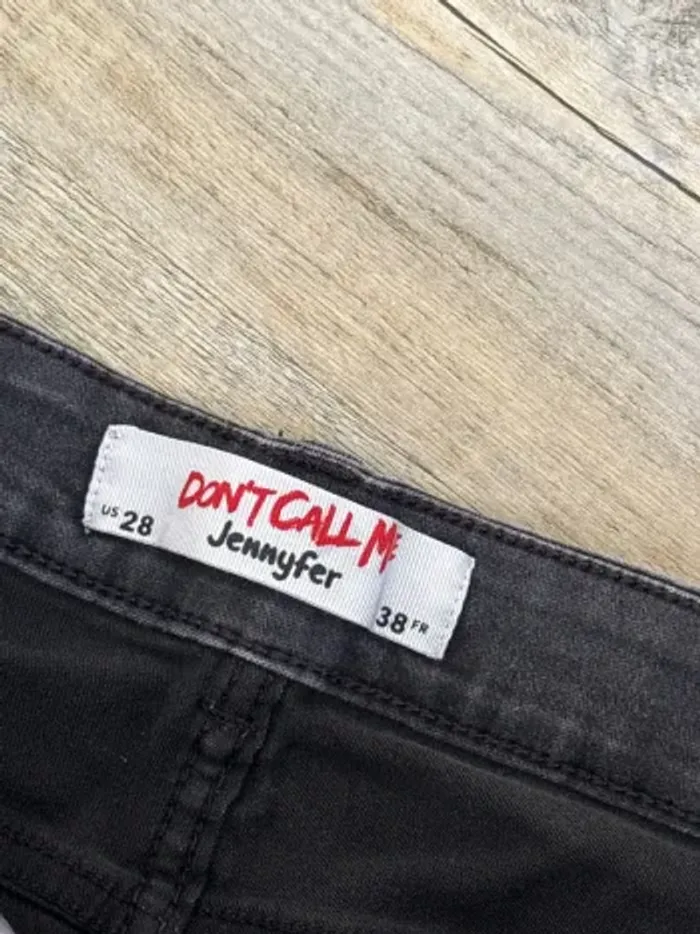 DON'T CALL ME
Jennyfer
US 28
38 FR